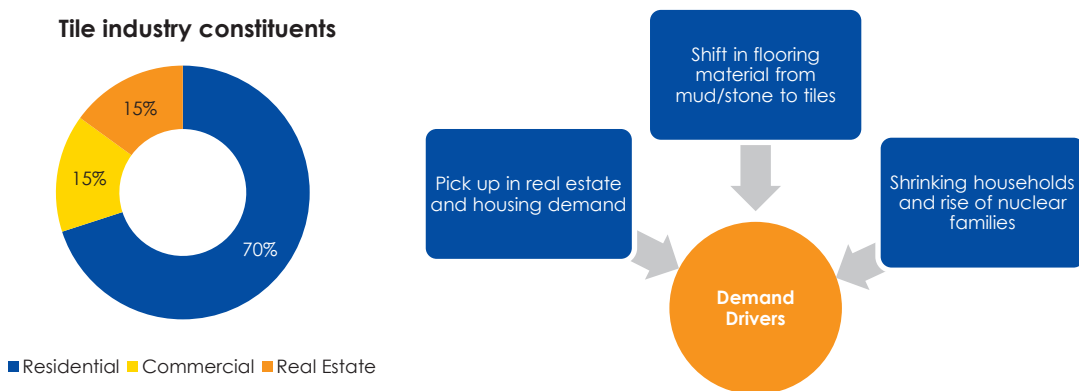 Tile industry constituents
15%
15%
70%
Residential Commercial Real Estate
Shift in flooring
material from
mud/stone to tiles
Pick up in real estate
and housing demand
Shrinking households
and rise of nuclear
families
Demand
Drivers